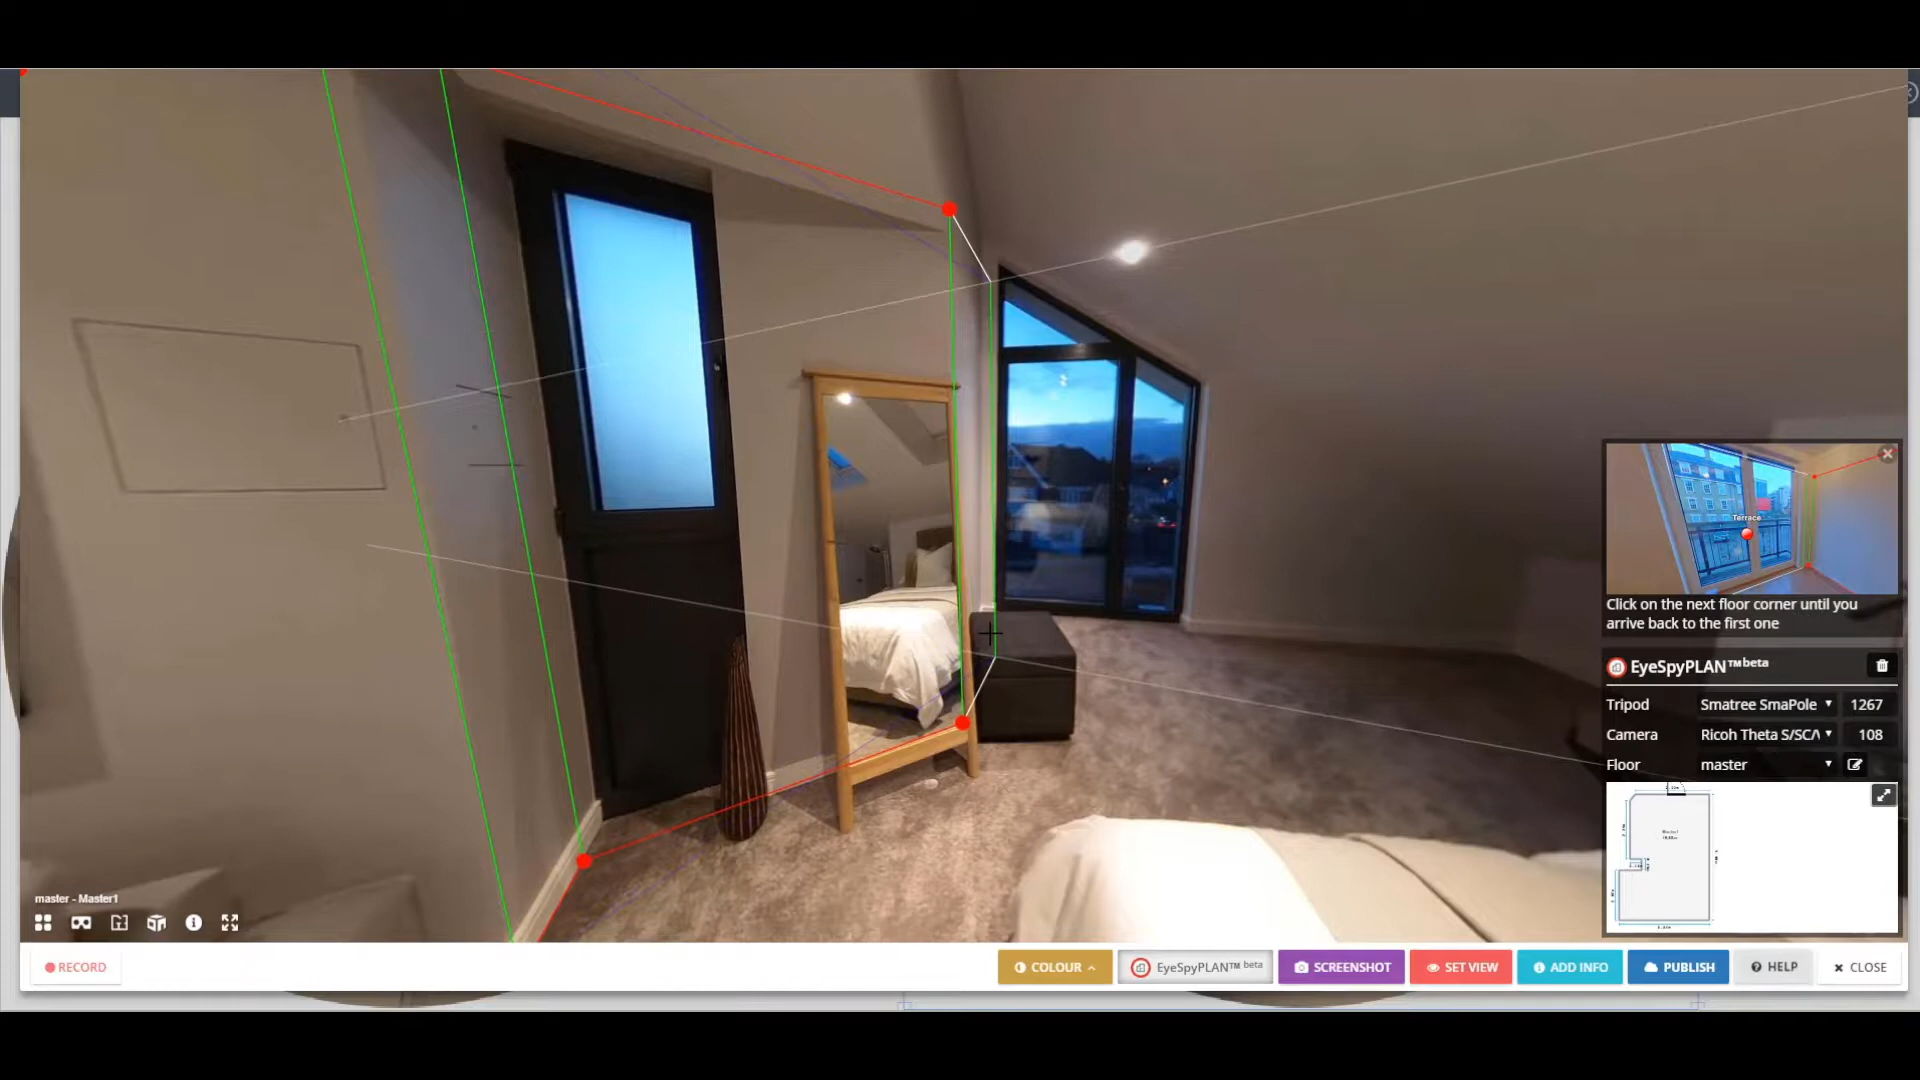 Terrace
Click on the next floor corner until you
arrive back to the first one
EyeSpyPLAN™beta
Tripod Smatree SmaPole 1267
Camera Ricoh Theta S/SC/V 108
Floor master
master - Master1
RECORD
COLOUR
EyeSpyPLAN™ beta
SCREENSHOT
SET VIEW
ADD INFO
PUBLISH
HELP
CLOSE